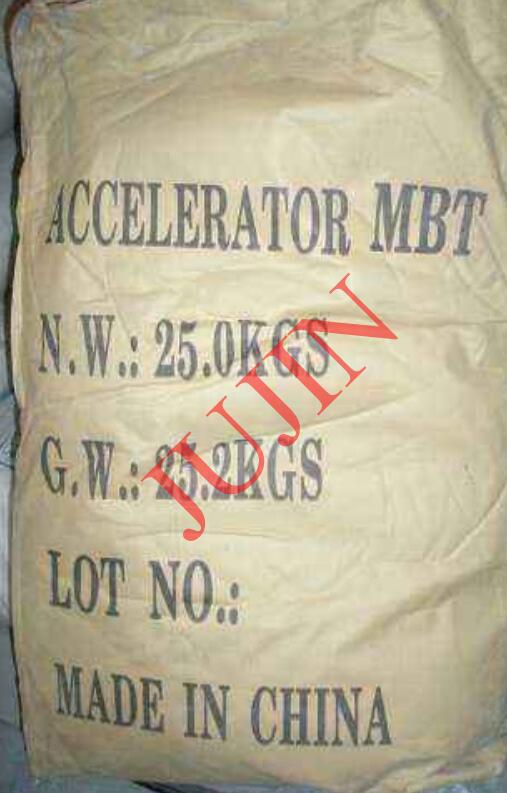 ACCELERATOR MBT
N.W.: 25.0KGS
G.W.: 25.2KGS
LOT NO.:
MADE IN CHINA
JUJIN